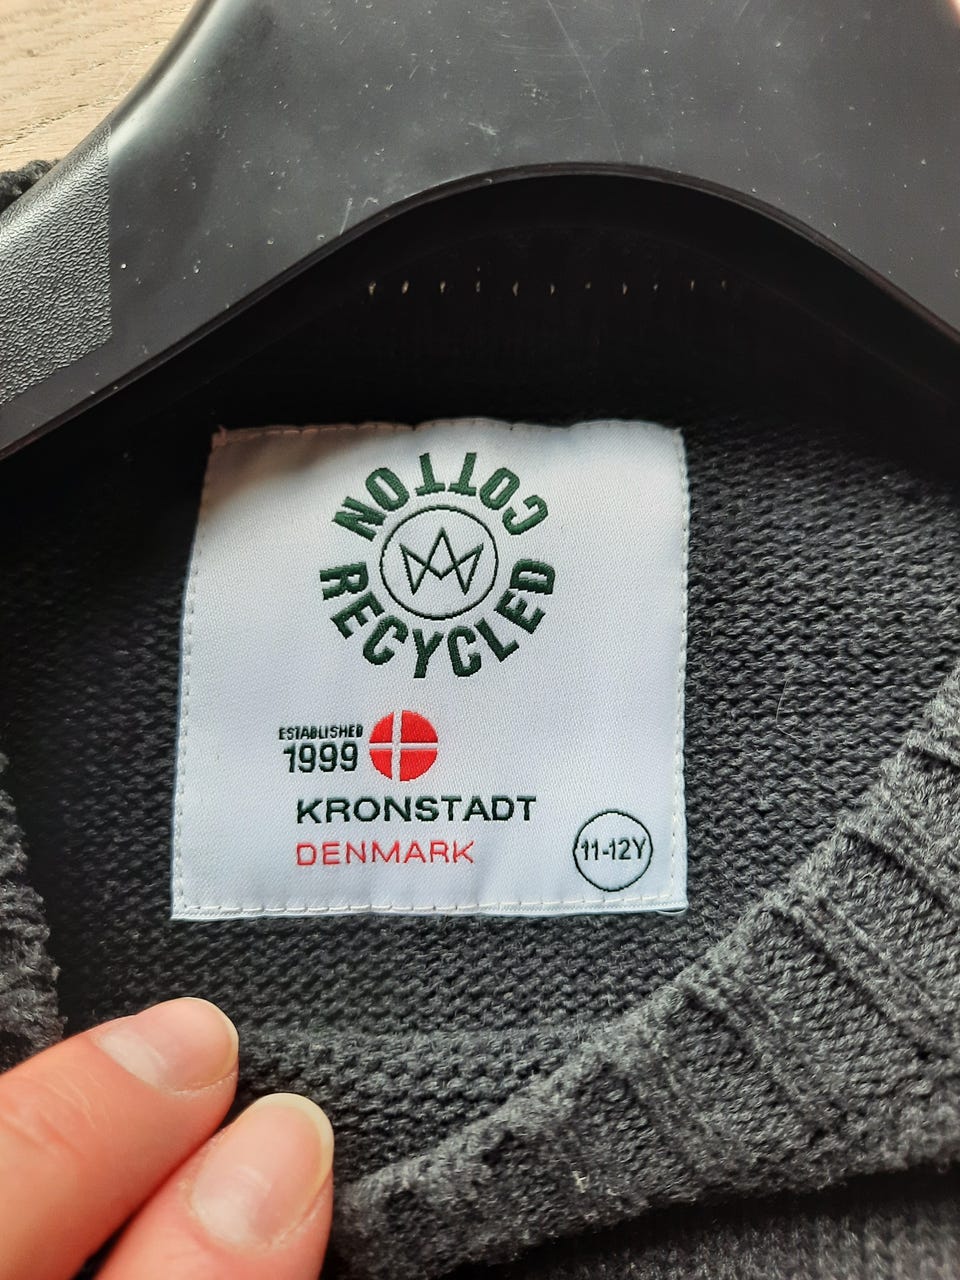 RECYCLED COTTON
ESTABLISHED
1999
KRONSTADT
DENMARK
11-12Y